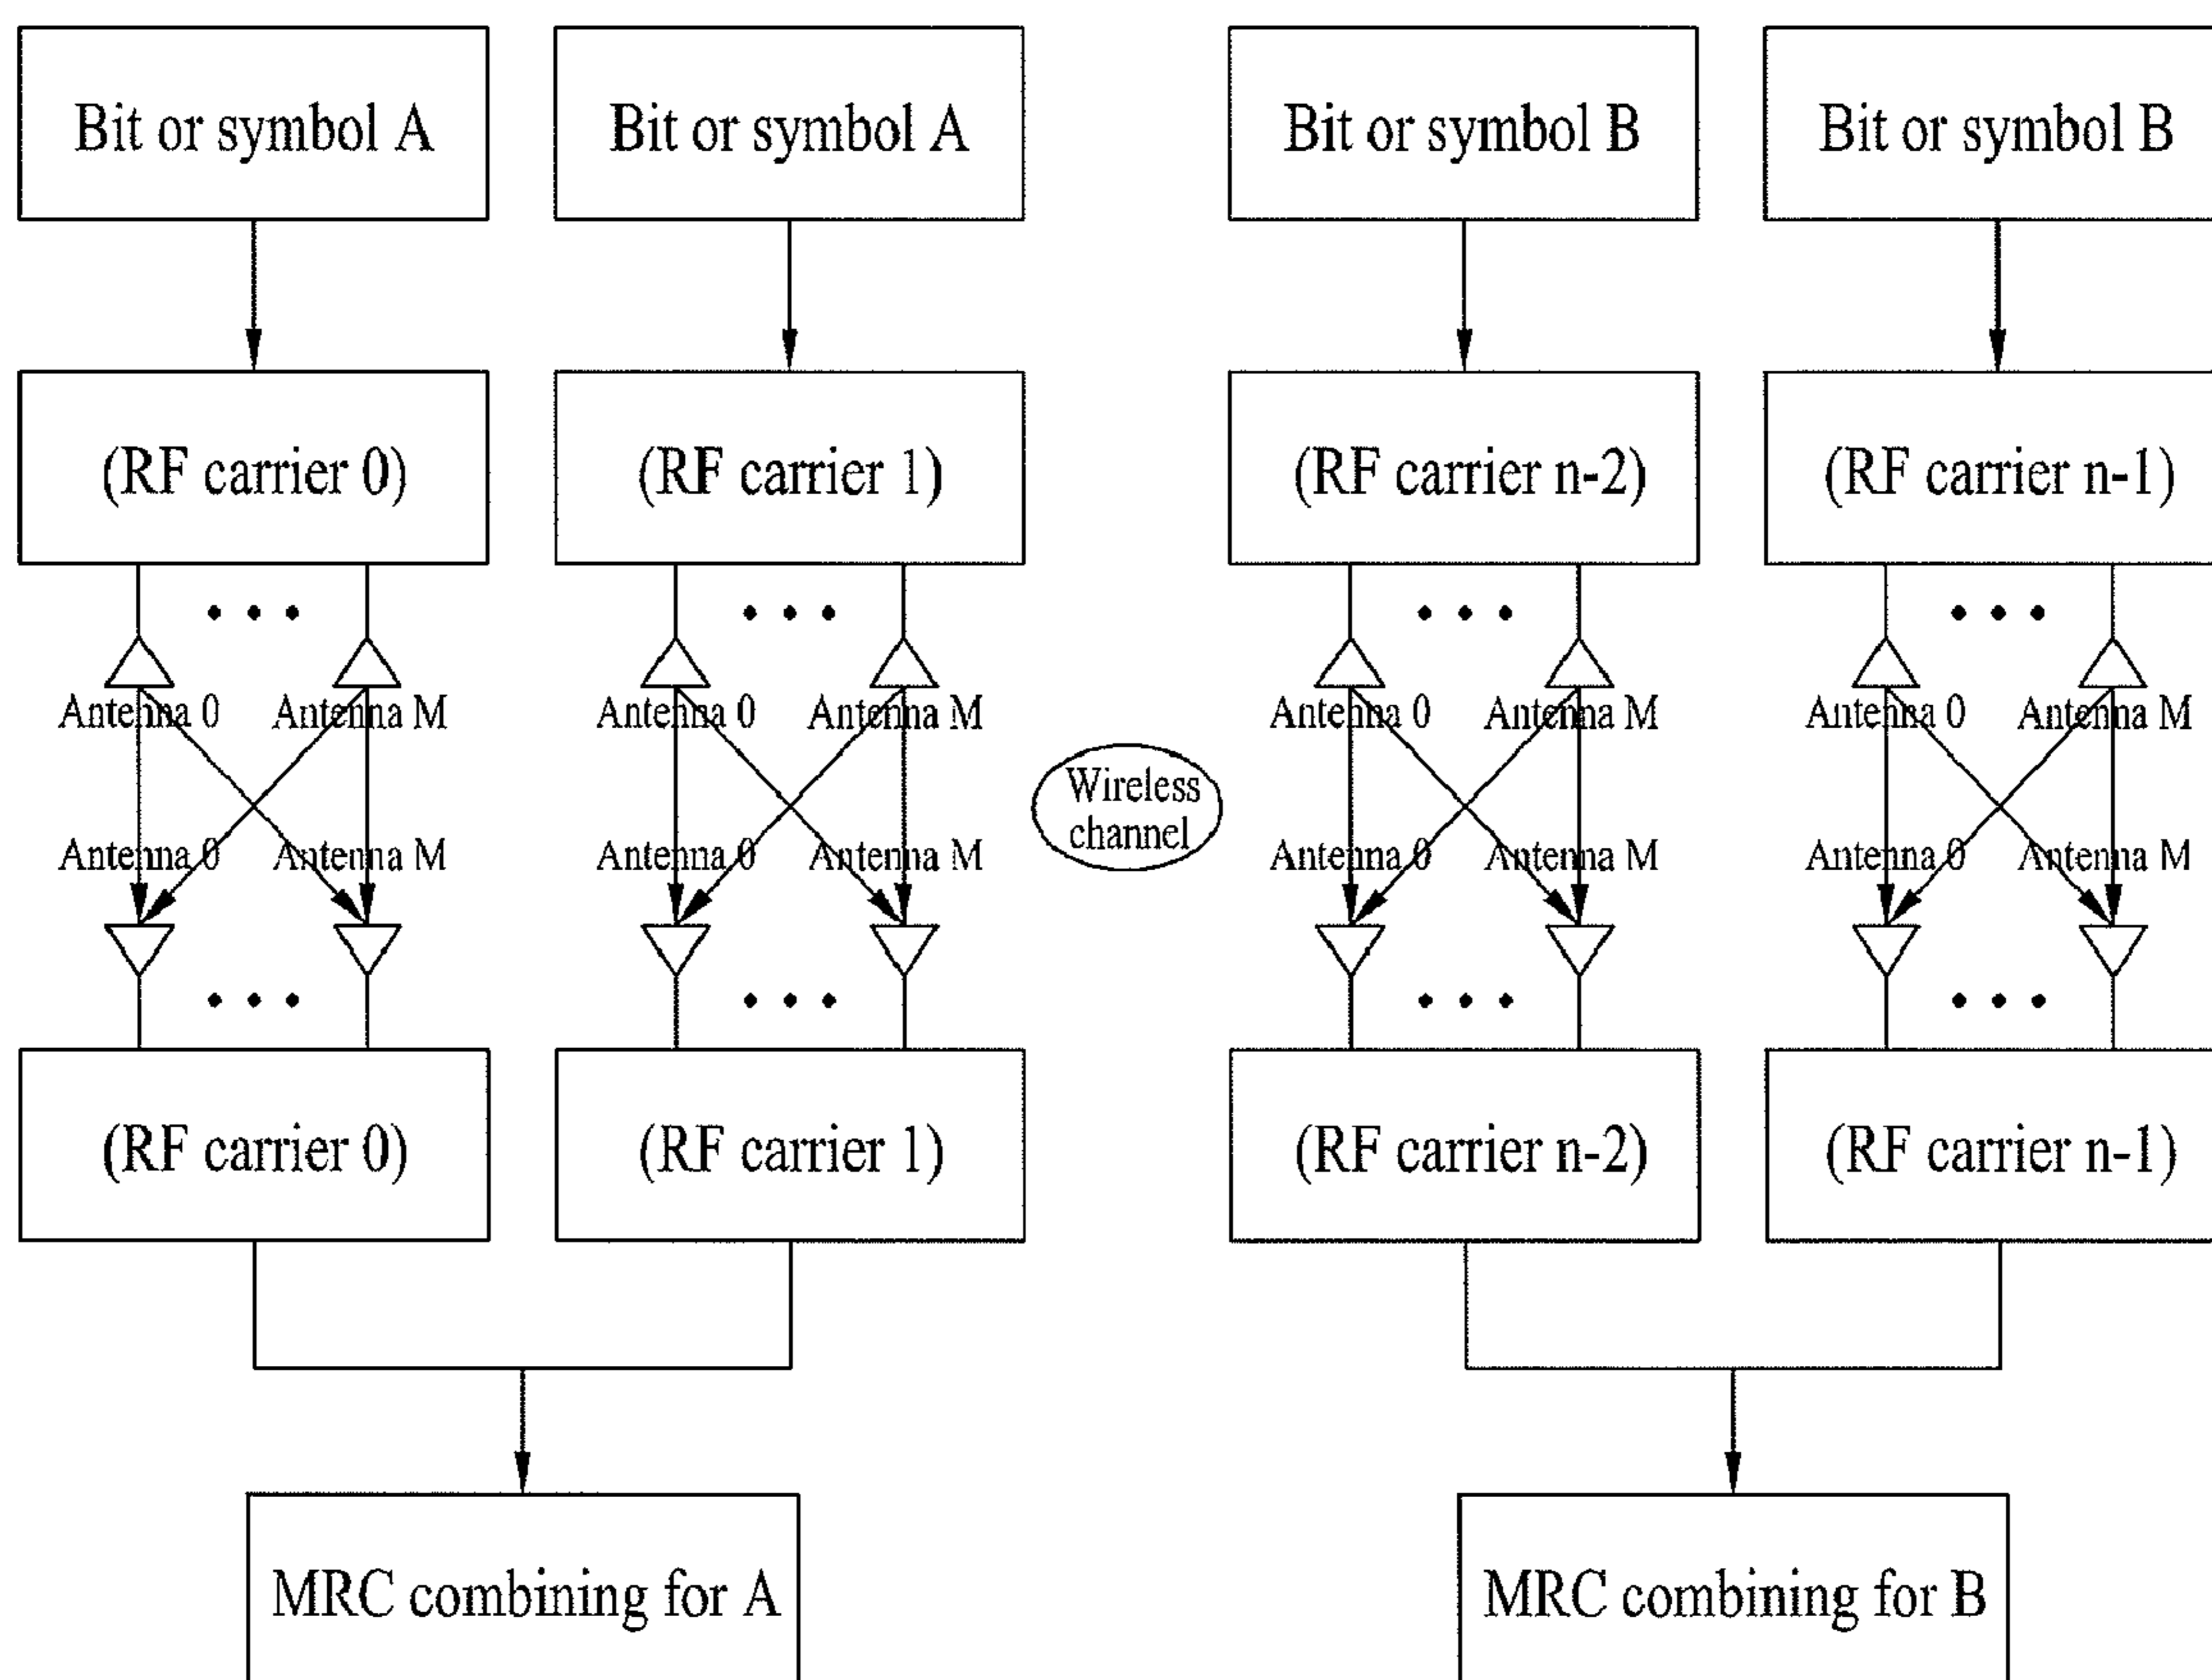 Bit or symbol A
Bit or symbol A
Bit or symbol B
Bit or symbol B
(RF carrier 0)
(RF carrier 1)
(RF carrier n-2)
(RF carrier n-1)
Antenna 0
Antenna M
Antenna 0
Antenna M
Antenna 0
Antenna M
Antenna 0
Antenna M
Wireless
channel
Antenna 0
Antenna M
Antenna 0
Antenna M
Antenna 0
Antenna M
Antenna 0
Antenna M
(RF carrier 0)
(RF carrier 1)
(RF carrier n-2)
(RF carrier n-1)
MRC combining for A
MRC combining for B